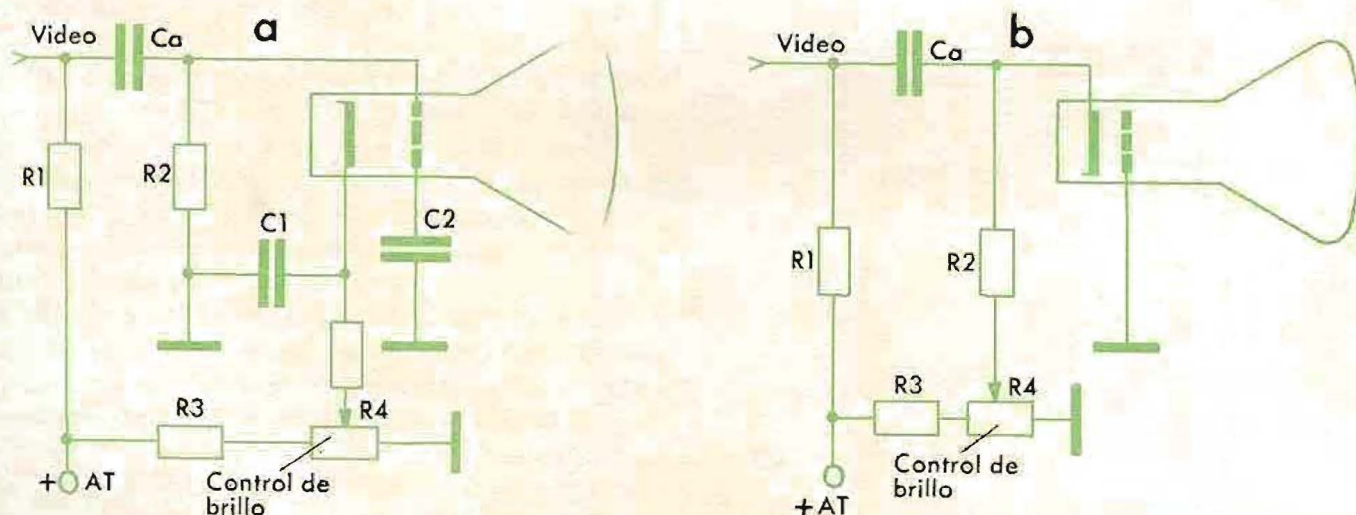 a
Video
Ca
R1
R2
C1
C2
R3
R4
+ AT
Control de
brillo
b
Video
Ca
R1
R2
R3
R4
Control de
brillo
+AT